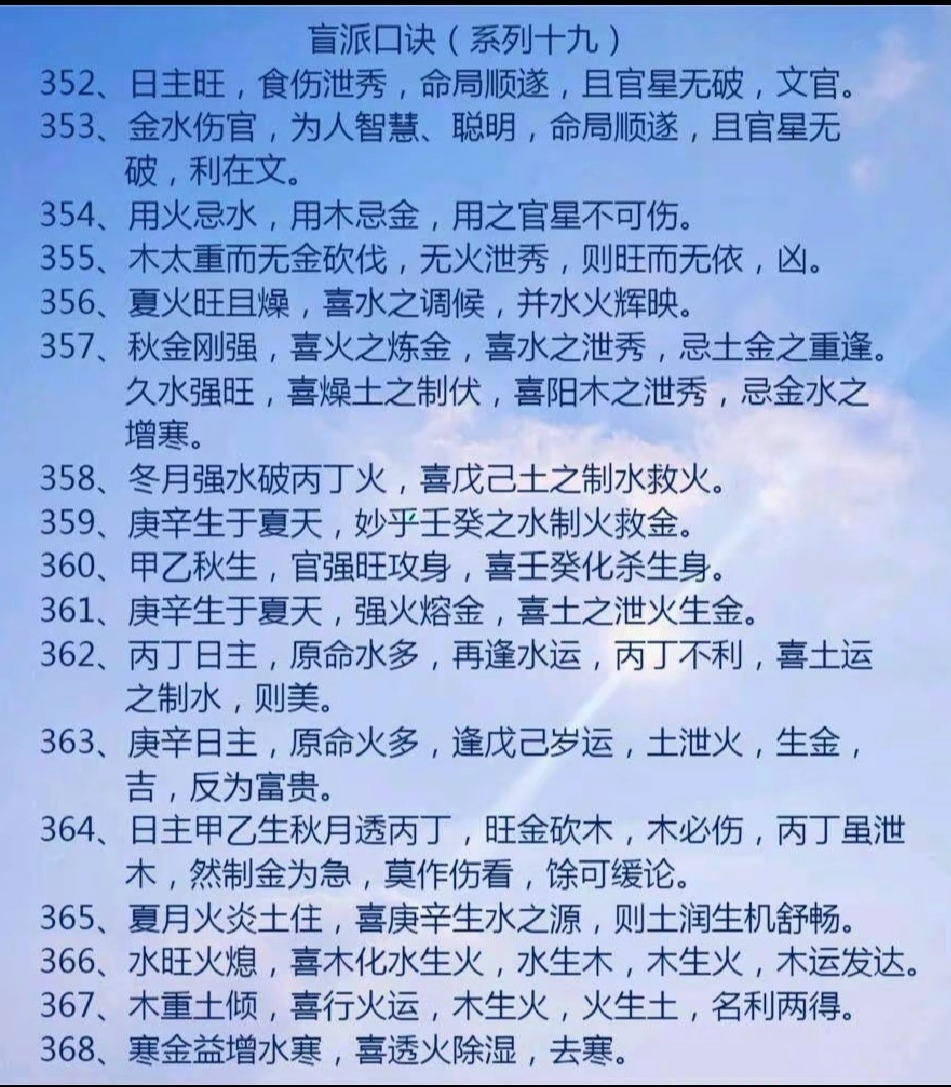 盲派口诀（系列十九）
352、日主旺，食伤泄秀，命局顺遂，且官星无破，文官。
353、金水伤官，为人智慧、聪明，命局顺遂，且官星无
破，利在文。
354、用火忌水，用木忌金，用之官星不可伤。
355、木太重而无金砍伐，无火泄秀，则旺而无依，凶。
356、夏火旺且燥，喜水之调候，并水火辉映。
357、秋金刚强，喜火之炼金，喜水之泄秀，忌土金之重逢。
久水强旺，喜燥土之制伏，喜阳木之泄秀，忌金水之
增寒。
358、冬月强水破丙丁火，喜戊己土之制水救火。
359、庚辛生于夏天，妙乎壬癸之水制火救金。
360、甲乙秋生，官强旺攻身，喜壬癸化杀生身。
361、庚辛生于夏天，强火熔金，喜土之泄火生金。
362、丙丁日主，原命水多，再逢水运，丙丁不利，喜土运
之制水，则美。
363、庚辛日主，原命火多，逢戊己岁运，土泄火，生金，
吉，反为富贵。
364、日主甲乙生秋月透丙丁，旺金砍木，木必伤，丙丁虽泄
木，然制金为急，莫作伤看，馀可缓论。
365、夏月火炎土住，喜庚辛生水之源，则土润生机舒畅。
366、水旺火熄，喜木化水生火，水生木，木生火，木运发达。
367、木重土倾，喜行火运，木生火，火生土，名利两得。
368、寒金益增水寒，喜透火除湿，去寒。